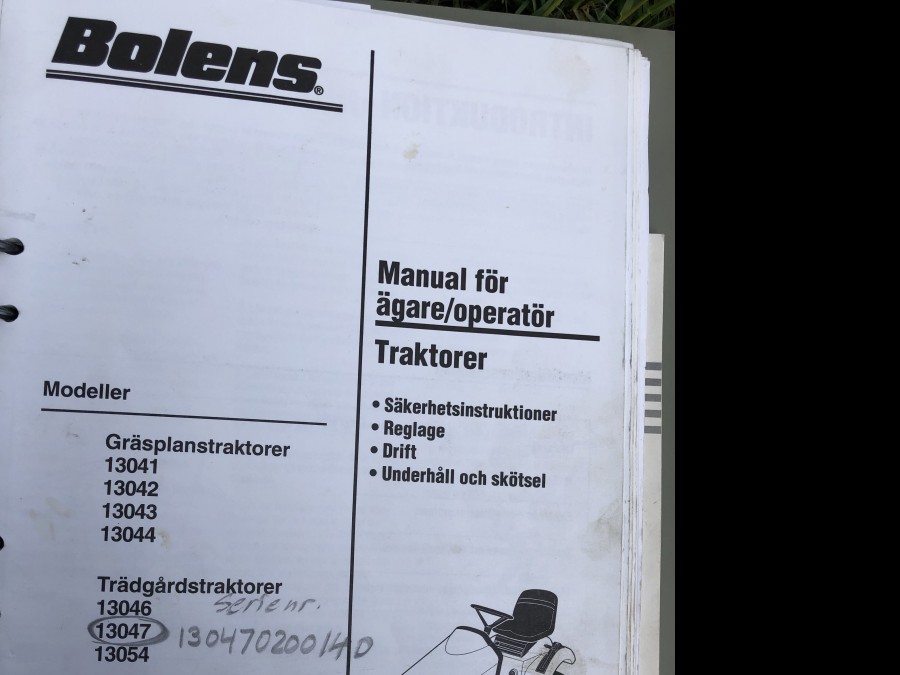 Bolens®
Manual för
ägare/operatör
Traktorer
• Säkerhetsinstruktioner
• Reglage
• Drift
• Underhåll och skötsel
Modeller
Gräsplanstraktorer
13041
13042
13043
13044
Trädgårdstraktorer
13046 Serienr.
13047 13047020014D
13054